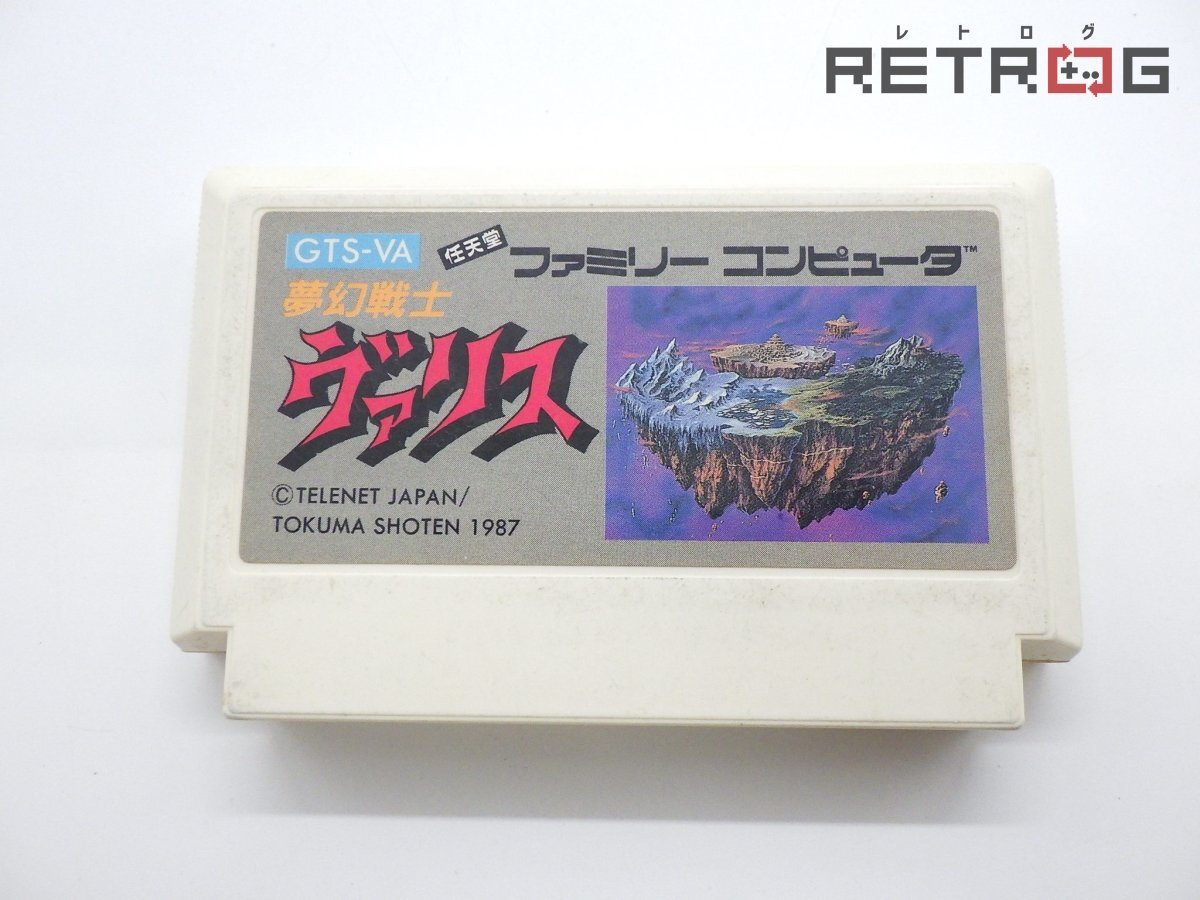 レトログ
RETROG
GTS-VA
任天堂 ファミリー コンピュータ™
夢幻戦士
ヴァリス
©TELENET JAPAN/
TOKUMA SHOTEN 1987